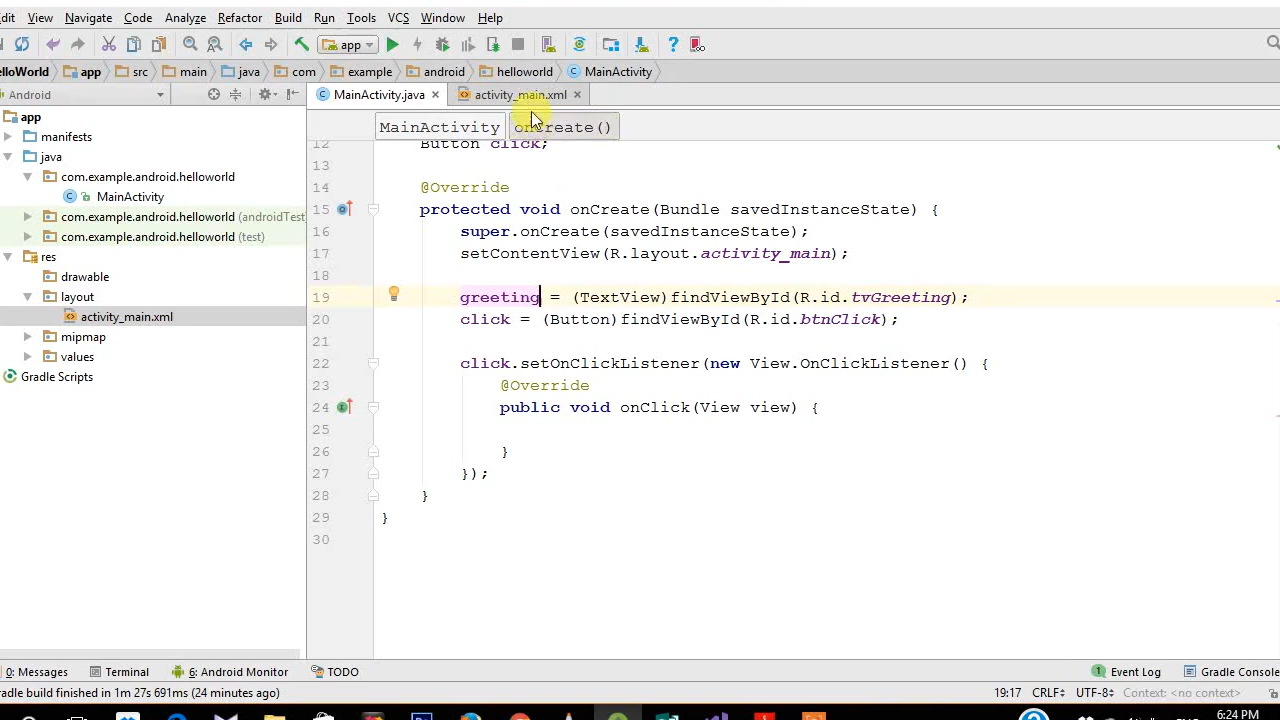 dit View Navigate Code Analyze Refactor Build Run Tools VCS Window Help
app
elloWorld app src main java com example android helloworld MainActivity
Android MainActivity.java activity_main.xml
MainActivity onCreate()
app
manifests
java
com.example.android.helloworld
MainActivity
com.example.android.helloworld (androidTest
com.example.android.helloworld (test)
res
drawable
layout
activity_main.xml
mipmap
values
Gradle Scripts
12 Button click;
13
14 @Override
15 protected void onCreate(Bundle savedInstanceState) {
16 super.onCreate(savedInstanceState);
17 setContentView(R.layout.activity_main);
18
19 greeting = (TextView)findViewById(R.id.tvGreeting);
20 click = (Button)findViewById(R.id.btnClick);
21
22 click.setOnClickListener(new View.OnClickListener() {
23 @Override
24 public void onClick(View view) {
25
26 }
27 });
28 }
29 }
30
0: Messages Terminal 6: Android Monitor TODO Event Log Gradle Console
radle build finished in 1m 27s 691ms (24 minutes ago) 19:17 CRLF÷ UTF-8÷ Context: <no context>
6:24 PM